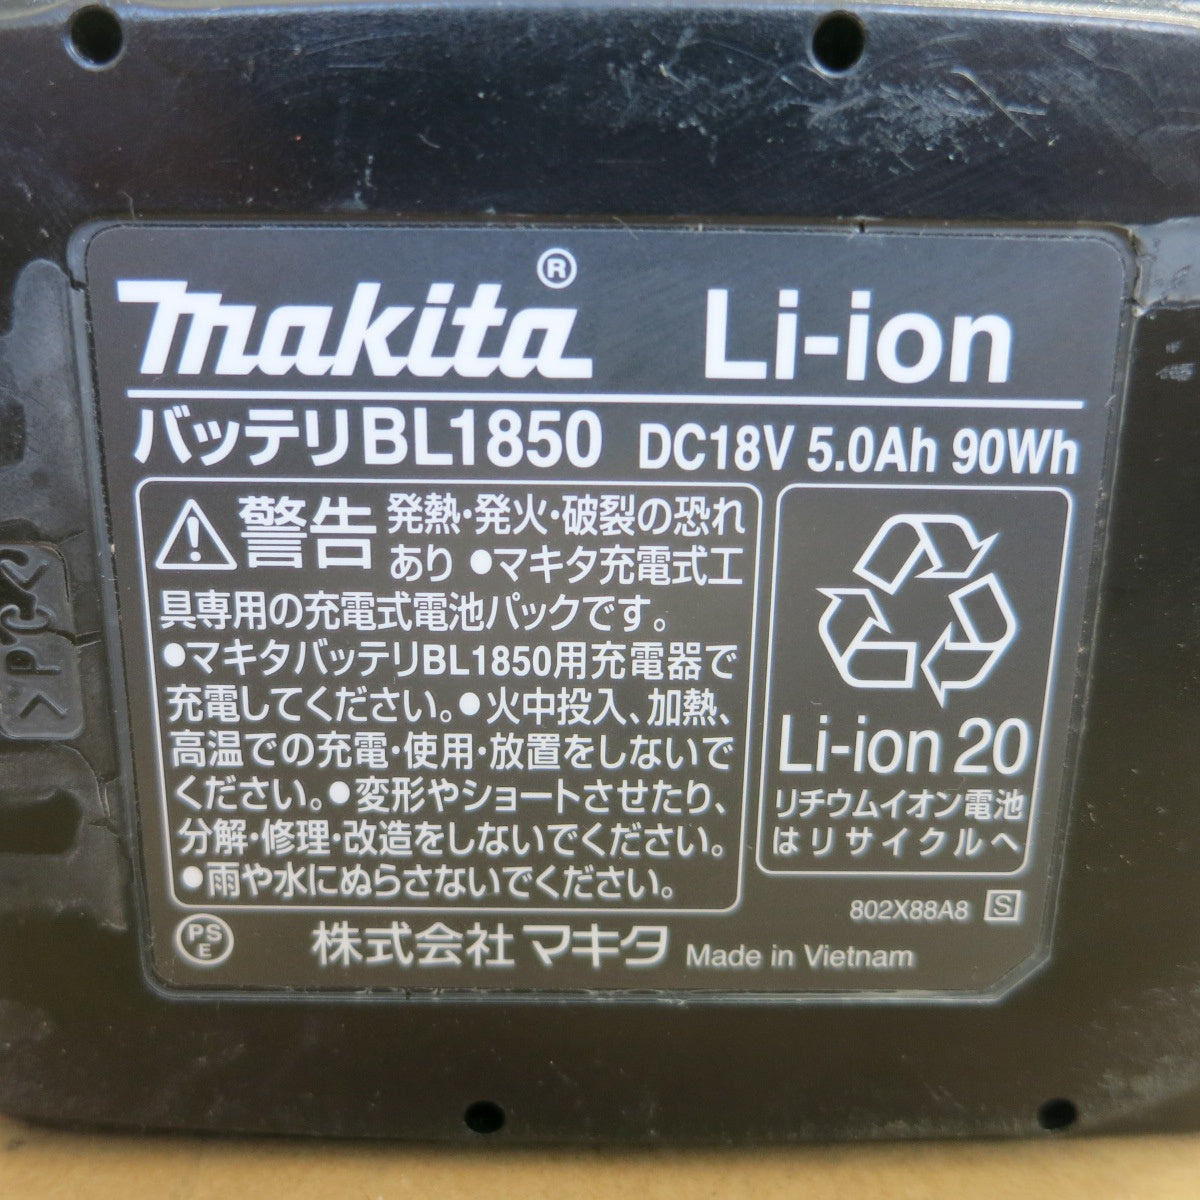 makita® Li-ion
バッテリBL1850 DC18V 5.0Ah 90Wh
警告 発熱・発火・破裂の恐れ
あり ●マキタ充電式工
具専用の充電式電池パックです。
●マキタバッテリBL1850用充電器で
充電してください。●火中投入、加熱、
高温での充電・使用・放置をしないで
ください。●変形やショートさせたり、
分解・修理・改造をしないでください。
●雨や水にぬらさないでください。
Li-ion 20
リチウムイオン電池
はリサイクルへ
802X88A8 S
PS
E
株式会社マキタ Made in Vietnam